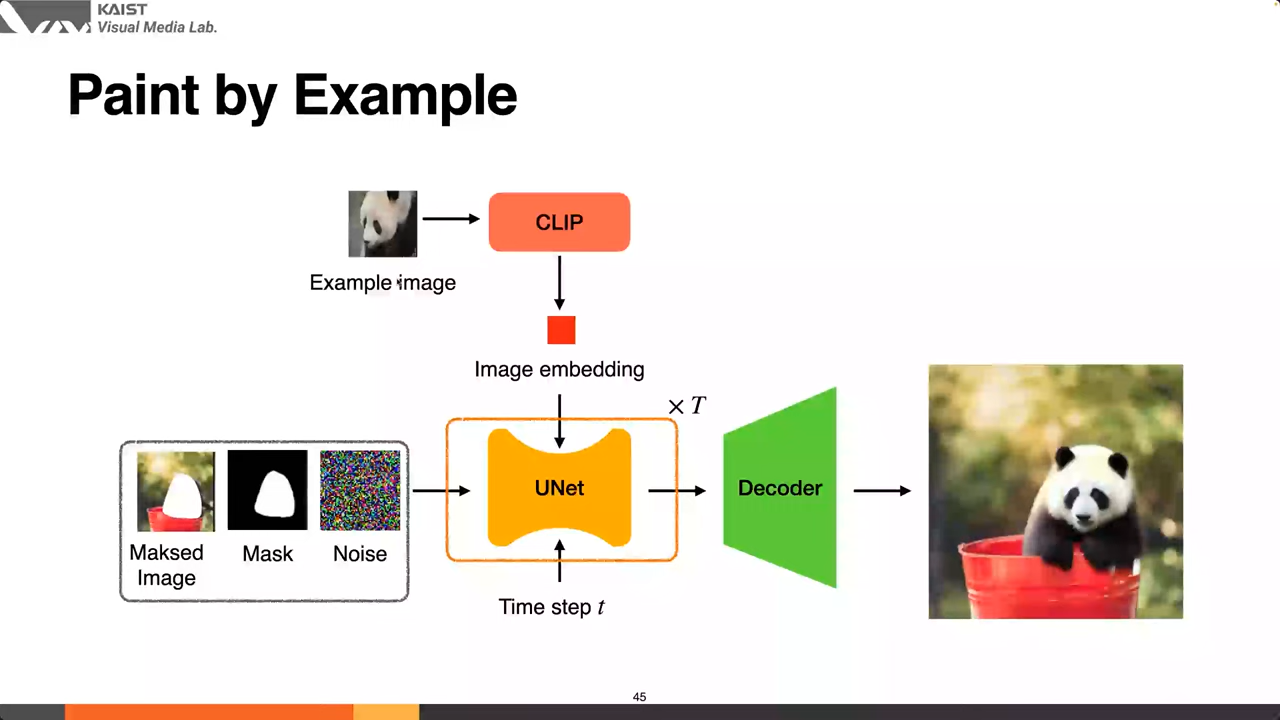 KAIST
Visual Media Lab.
Paint by Example
CLIP
Example image
Image embedding
× T
UNet
Decoder
Maksed
Image
Mask
Noise
Time step t
45